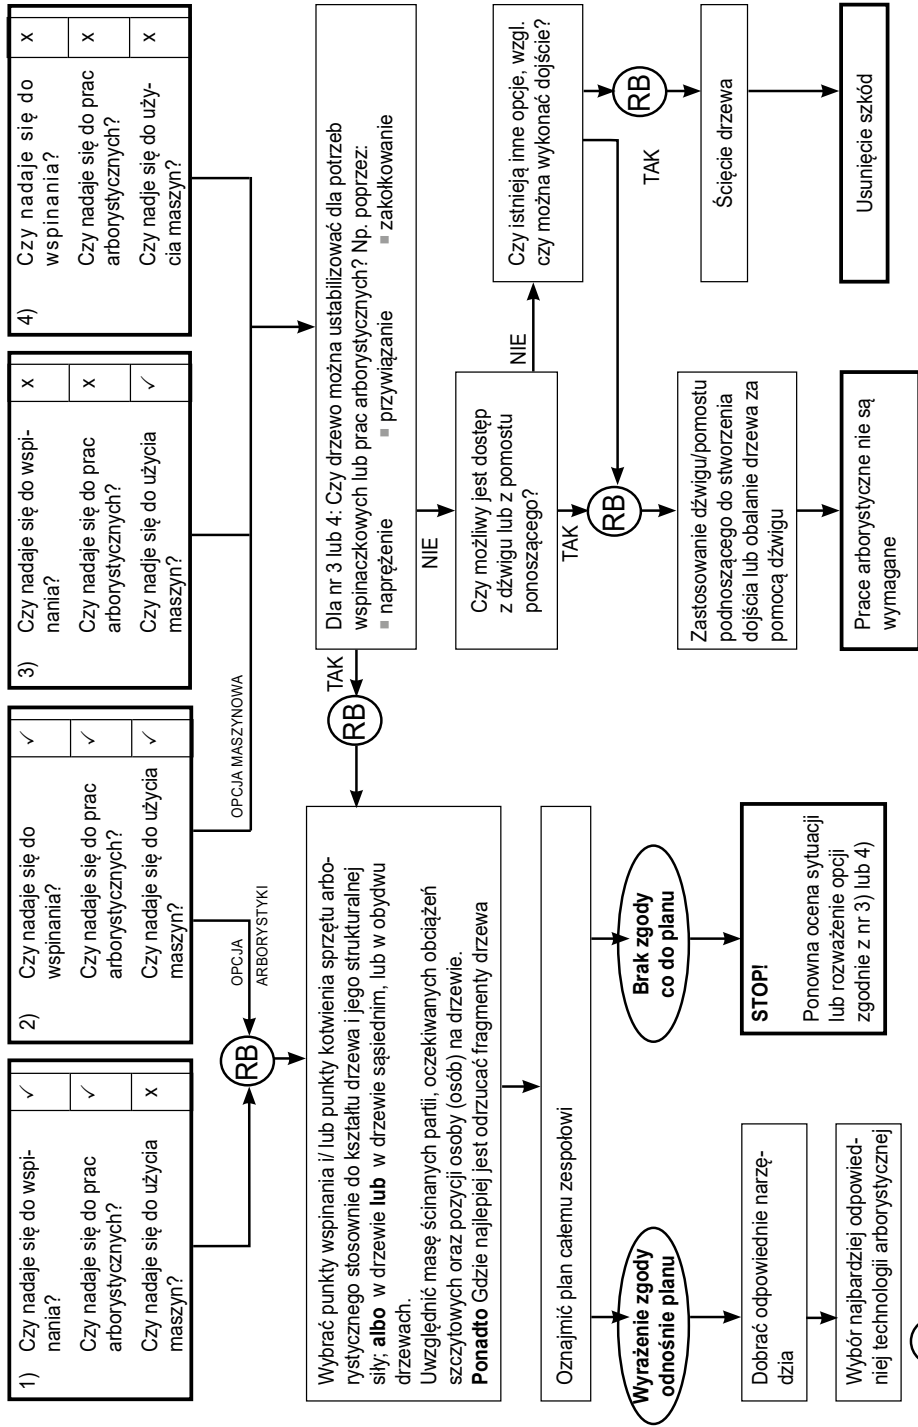 1) Czy nadaje się do wspi-
nania?
✓
Czy nadaje się do prac
arborystycznych?
✓
Czy nadje się do użycia
maszyn?
x
2) Czy nadaje się do
wspinania?
✓
Czy nadaje się do prac
arborystycznych?
✓
Czy nadaje się do użycia
maszyn?
✓
3) Czy nadaje się do wspi-
nania?
x
Czy nadaje się do prac
arborystycznych?
x
Czy nadje się do użycia
maszyn?
✓
4) Czy nadaje się do
wspinania?
x
Czy nadaje się do prac
arborystycznych?
x
Czy nadje się do uży-
cia maszyn?
x
OPCJA
ARBORYSTYKI
OPCJA MASZYNOWA
RB
Wybrać punkty wspinania i/ lub punkty kotwienia sprzętu arbo-
rystycznego stosownie do kształtu drzewa i jego strukturalnej
siły; albo w drzewie lub w drzewie sąsiednim, lub w obydwu
drzewach.
Uwzględnić masę ścinanych partii, oczekiwanych obciążeń
szczytowych oraz pozycji osoby (osób) na drzewie.
Ponadto Gdzie najlepiej jest odrzucać fragmenty drzewa
TAK
RB
Dla nr 3 lub 4: Czy drzewo można ustabilizować dla potrzeb
wspinaczkowych lub prac arborystycznych? Np. poprzez:
■ naprężenie ■ przywiązanie ■ zakołkowanie
NIE
Czy możliwy jest dostęp
z dźwigu lub z pomostu
ponoszącego?
NIE
Czy istnieją inne opcje, wzgl.
czy można wykonać dojście?
TAK
RB
TAK
RB
Oznajmić plan całemu zespołowi
Wyrażenie zgody
odnośnie planu
Brak zgody
co do planu
Zastosowanie dźwigu/pomostu
podnoszącego do stworzenia
dojścia lub obalanie drzewa za
pomocą dźwigu
Ścięcie drzewa
Dobrać odpowiednie narzę-
dzia
STOP!
Ponowna ocena sytuacji
lub rozważenie opcji
zgodnie z nr 3) lub 4)
Prace arborystyczne nie są
wymagane
Usunięcie szkód
Wybór najbardziej odpowied-
niej technologii arborystycznej